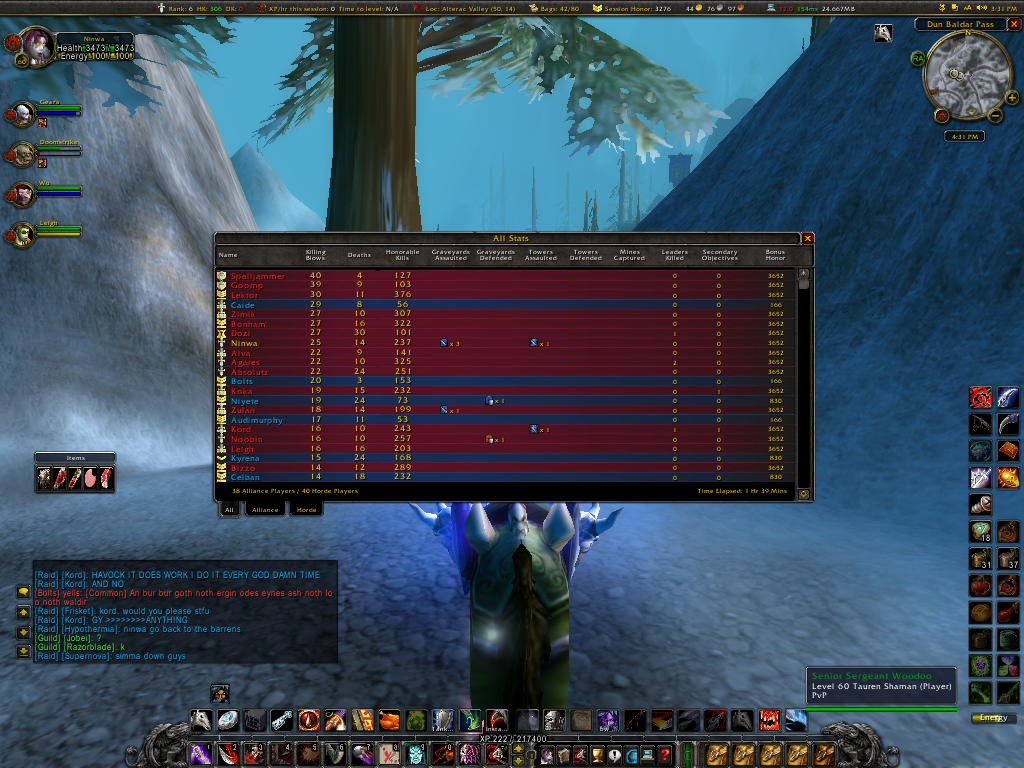 Rank: 6 HK: 306 DK: 0 XP/hr this session: 0 Time to level: N/A Loc: Alterac Valley (50, 14) Bags: 42/80 Session Honor: 3276 44 76 97 154ms 24.667MB 3:31 PM
Ninwa
Health 3473 / 3473
Energy 100 / 100
60
Dun Baldar Pass
N
RA
4:31 PM
Geara
Doomstrike
Wu
Leigh
All Stats
Name Killing Blows Deaths Honorable Kills Graveyards Assaulted Graveyards Defended Towers Assaulted Towers Defended Mines Captured Leaders Killed Secondary Objectives Bonus Honor
Spelljammer 40 4 127 0 0 3652
Goomp 39 9 103 0 0 3652
Lektor 30 11 376 0 0 3652
Caide 29 8 56 0 0 166
Zimik 27 10 307 0 0 3652
Bonham 27 16 322 0 0 3652
Dozi 27 30 101 1 0 3652
Ninwa 25 14 237 x 3 x 1 0 0 3652
Alva 22 9 141 0 0 3652
Agares 22 10 325 2 0 3652
Absolutz 22 24 251 0 0 3652
Bolts 20 3 153 0 0 166
Koka 19 15 232 0 1 3652
Niyete 19 24 73 x 1 0 0 830
Zulari 18 14 199 x 1 0 0 3652
Audimurphy 17 11 53 0 0 166
Kord 16 10 243 x 1 1 1 3652
Noobin 16 10 257 x 1 0 0 3652
Leigh 16 16 203 0 0 3652
Kyrena 15 24 168 0 0 830
Bizzo 14 12 289 0 0 3652
Celban 14 18 232 0 0 830
38 Alliance Players / 40 Horde Players Time Elapsed: 1 Hr 39 Mins
All Alliance Horde
Items
[Raid] [Kord]: HAVOCK IT DOES WORK I DO IT EVERY GOD DAMN TIME
[Raid] [Kord]: AND NO
[Bolts] yells: [Common] An bur bur goth noth ergin odes eynes ash noth lo
o noth waldir
[Raid] [Frisket]: kord, would you please stfu
[Raid] [Kord]: GY >>>>>>>>ANYTHING
[Raid] [Hypothermia]: ninwa go back to the barrens
[Guild] [Jobei]: ?
[Guild] [Razorblade]: k
[Raid] [Supernova]: simma down guys
18
31 37
Senior Sergeant Woodoo
Level 60 Tauren Shaman (Player)
PvP
Energy
XP 2227/217400